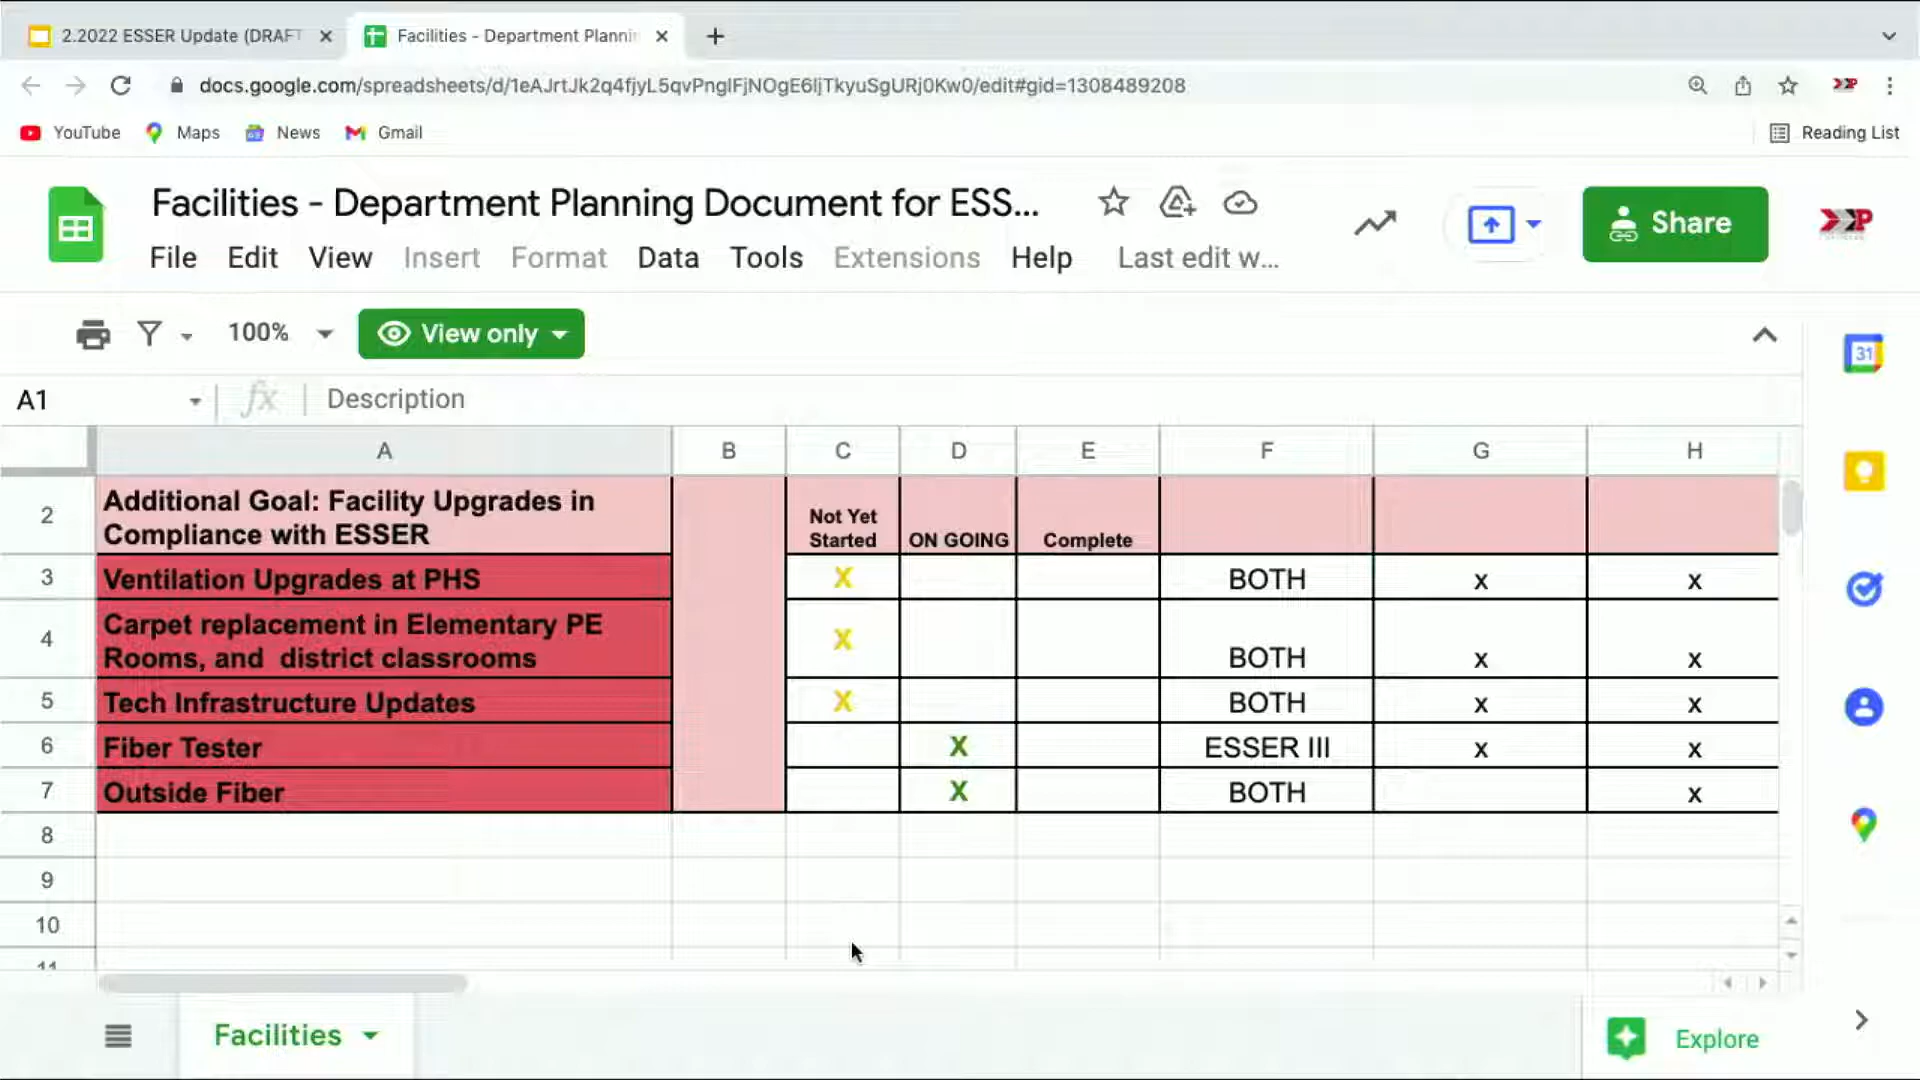 2.2022 ESSER Update (DRAFT
Facilities - Department Plannin
docs.google.com/spreadsheets/d/1eAJrtJk2q4fjyL5qvPnglFjNOgE6ljTkyuSgURj0Kw0/edit#gid=1308489208
YouTube Maps News Gmail Reading List
Facilities - Department Planning Document for ESS...
Share
File Edit View Insert Format Data Tools Extensions Help Last edit w...
100% View only
31
A1 fx Description
A B C D E F G H
2 Additional Goal: Facility Upgrades in Compliance with ESSER Not Yet Started ON GOING Complete
3 Ventilation Upgrades at PHS X BOTH x x
4 Carpet replacement in Elementary PE Rooms, and district classrooms X BOTH x x
5 Tech Infrastructure Updates X BOTH x x
6 Fiber Tester X ESSER III x x
7 Outside Fiber X BOTH x
8
9
10
11
Facilities
Explore